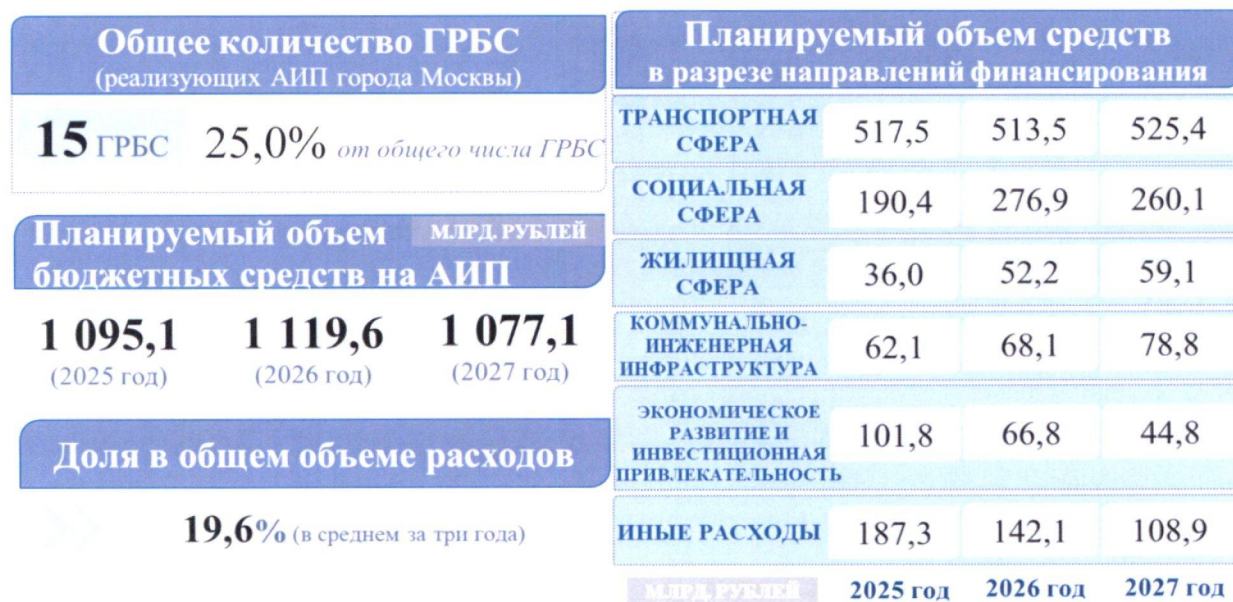 Общее количество ГРБС
(реализующих АИП города Москвы)
15 ГРБС 25,0% от общего числа ГРБС
Планируемый объем МЛРД. РУБЛЕЙ
бюджетных средств на АИП
1 095,1 1 119,6 1 077,1
(2025 год) (2026 год) (2027 год)
Доля в общем объеме расходов
19,6% (в среднем за три года)
Планируемый объем средств
в разрезе направлений финансирования
ТРАНСПОРТНАЯ
СФЕРА
517,5 513,5 525,4
СОЦИАЛЬНАЯ
СФЕРА
190,4 276,9 260,1
ЖИЛИЩНАЯ
СФЕРА
36,0 52,2 59,1
КОММУНАЛЬНО-
ИНЖЕНЕРНАЯ
ИНФРАСТРУКТУРА
62,1 68,1 78,8
ЭКОНОМИЧЕСКОЕ
РАЗВИТИЕ И
ИНВЕСТИЦИОННАЯ
ПРИВЛЕКАТЕЛЬНОСТЬ
101,8 66,8 44,8
ИНЫЕ РАСХОДЫ 187,3 142,1 108,9
МЛРД. РУБЛЕЙ 2025 год 2026 год 2027 год